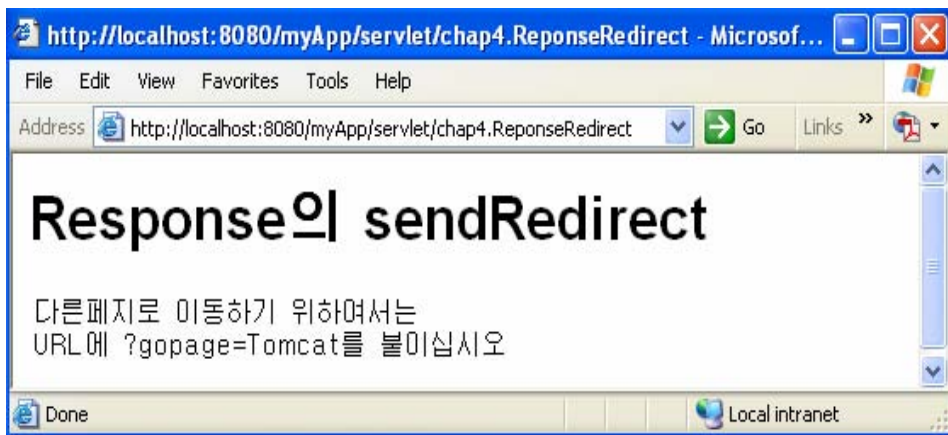 http://localhost:8080/myApp/servlet/chap4.ReponseRedirect - Microsof...
File Edit View Favorites Tools Help
Address http://localhost:8080/myApp/servlet/chap4.ReponseRedirect Go Links »
Response의 sendRedirect
다른페지로 이동하기 위하여서는
URL에 ?gopage=Tomcat를 붙이십시오
Done Local intranet